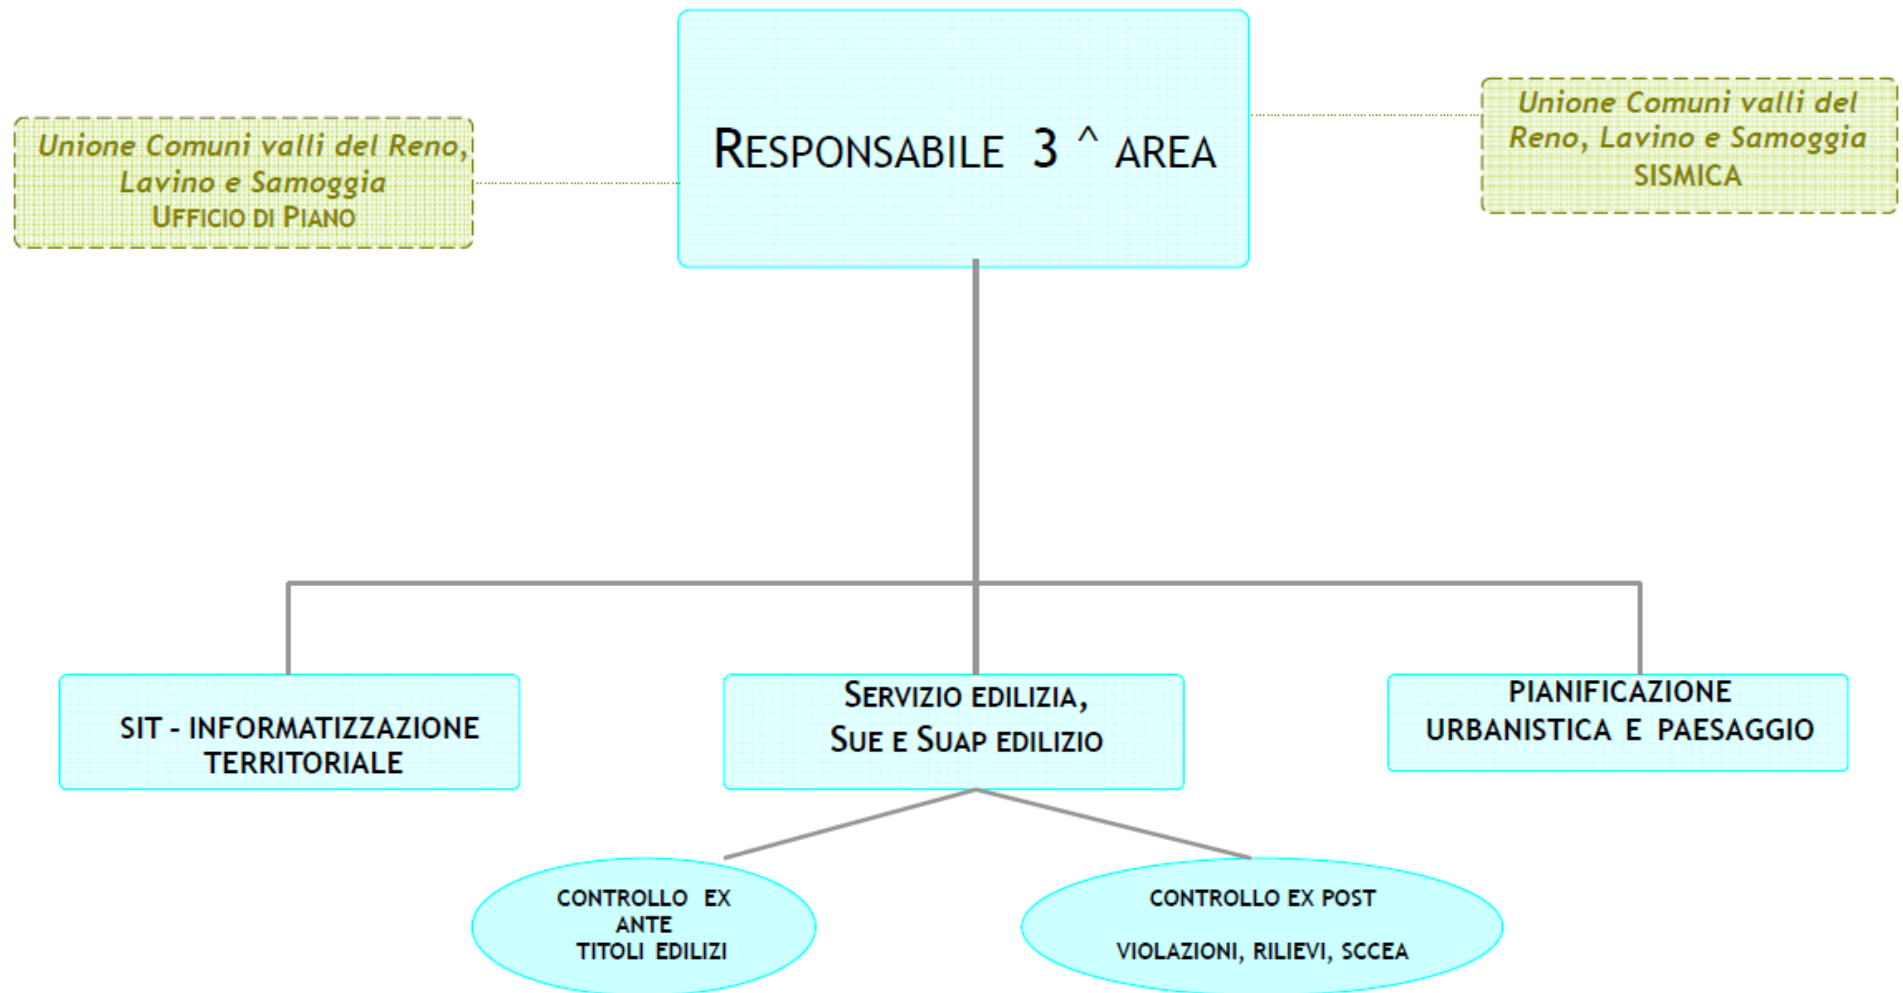 RESPONSABILE 3 ^ AREA
Unione Comuni valli del Reno,
Lavino e Samoggia
UFFICIO DI PIANO
Unione Comuni valli del
Reno, Lavino e Samoggia
SISMICA
SIT - INFORMATIZZAZIONE
TERRITORIALE
SERVIZIO EDILIZIA,
SUE E SUAP EDILIZIO
PIANIFICAZIONE
URBANISTICA E PAESAGGIO
CONTROLLO EX
ANTE
TITOLI EDILIZI
CONTROLLO EX POST
VIOLAZIONI, RILIEVI, SCCEA